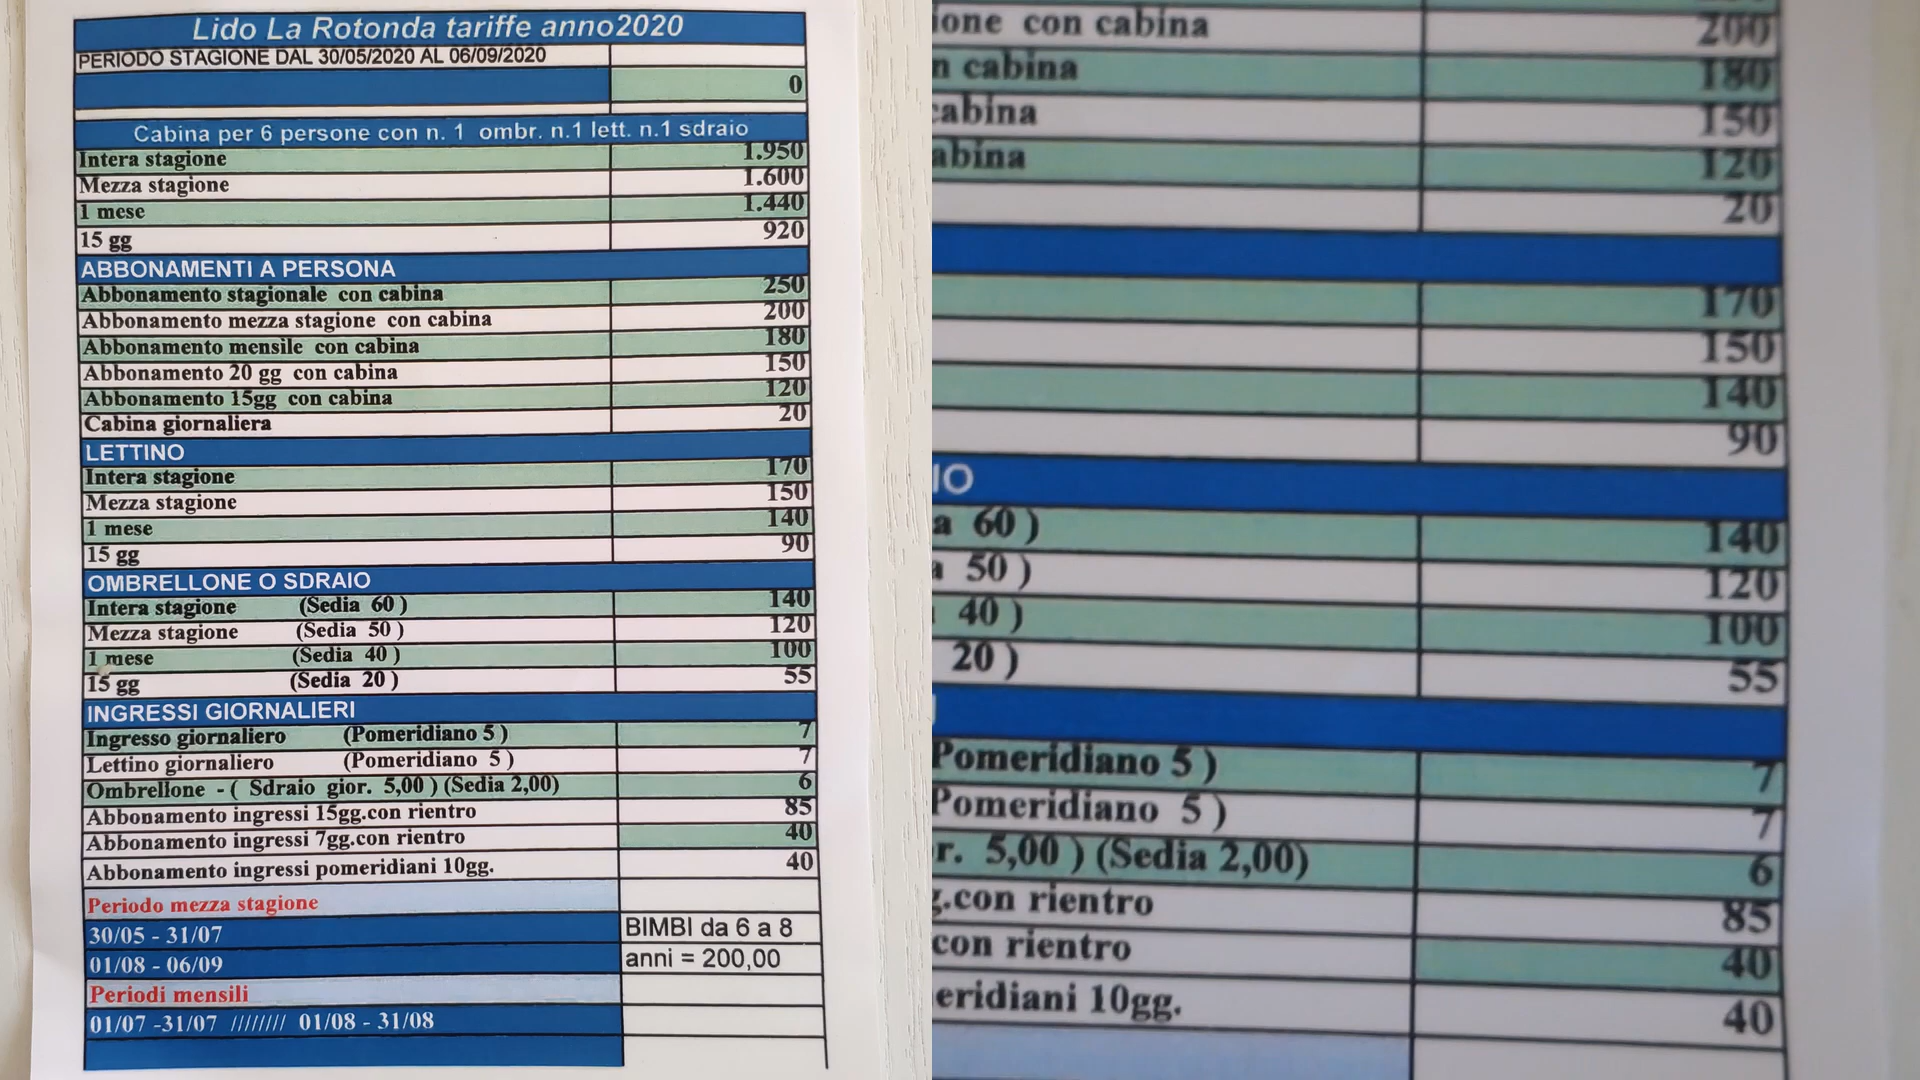 Lido La Rotonda tariffe anno2020
PERIODO STAGIONE DAL 30/05/2020 AL 06/09/2020
0
Cabina per 6 persone con n. 1 ombr. n.1 lett. n.1 sdraio
Intera stagione 1.950
Mezza stagione 1.600
1 mese 1.440
15 gg 920
ABBONAMENTI A PERSONA
Abbonamento stagionale con cabina 250
Abbonamento mezza stagione con cabina 200
Abbonamento mensile con cabina 180
Abbonamento 20 gg con cabina 150
Abbonamento 15gg con cabina 120
Cabina giornaliera 20
LETTINO
Intera stagione 170
Mezza stagione 150
1 mese 140
15 gg 90
OMBRELLONE O SDRAIO
Intera stagione (Sedia 60 ) 140
Mezza stagione (Sedia 50 ) 120
1 mese (Sedia 40 ) 100
15 gg (Sedia 20 ) 55
INGRESSI GIORNALIERI
Ingresso giornaliero (Pomeridiano 5 ) 7
Lettino giornaliero (Pomeridiano 5 ) 7
Ombrellone - ( Sdraio gior. 5,00 ) (Sedia 2,00) 6
Abbonamento ingressi 15gg.con rientro 85
Abbonamento ingressi 7gg.con rientro 40
Abbonamento ingressi pomeridiani 10gg. 40
Periodo mezza stagione
30/05 - 31/07 BIMBI da 6 a 8
01/08 - 06/09 anni = 200,00
Periodi mensili
01/07 -31/07 //////// 01/08 - 31/08
ione con cabina 200
n cabina 180
cabina 150
abina 120
20
170
150
140
90
IO
a 60 ) 140
a 50 ) 120
40 ) 100
20 ) 55
Pomeridiano 5 ) 7
Pomeridiano 5 ) 7
r. 5,00 ) (Sedia 2,00) 6
g.con rientro 85
con rientro 40
eridiani 10gg. 40